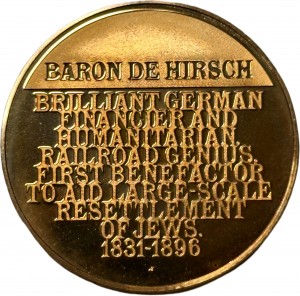 BARON DE HIRSCH
BRILLIANT GERMAN
FINANCIER AND
HUMANITARIAN
RAILROAD GENIUS.
FIRST BENEFACTOR
TO AID LARGE-SCALE
RESETTLEMENT
OF JEWS.
1831-1896